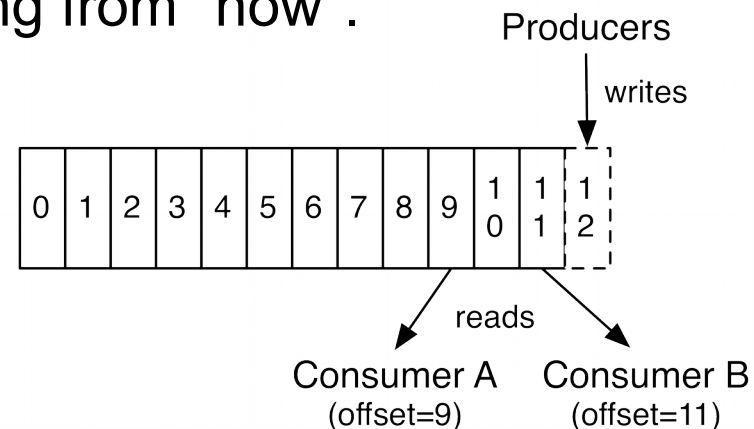 ng from "now".
Producers
writes
0 1 2 3 4 5 6 7 8 9 10 11 12
reads
Consumer A Consumer B
(offset=9) (offset=11)